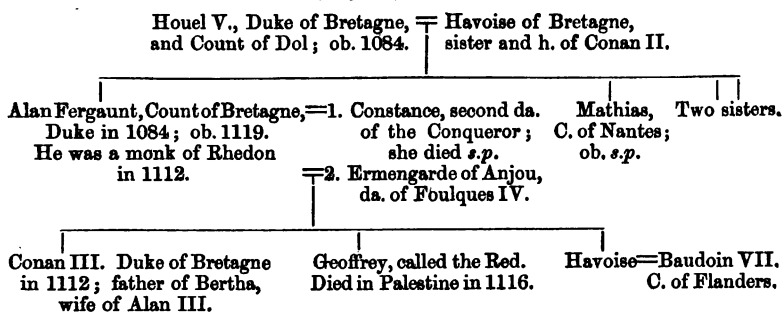 Houel V., Duke of Bretagne, = Havoise of Bretagne,
and Count of Dol; ob. 1084. sister and h. of Conan II.
Alan Fergaunt, Count of Bretagne, =1. Constance, second da.
Duke in 1084; ob. 1119. of the Conqueror;
He was a monk of Rhedon she died s.p.
in 1112. =2. Ermengarde of Anjou,
da. of Foulques IV.
Mathias,
C. of Nantes;
ob. s.p.
Two sisters.
Conan III. Duke of Bretagne
in 1112; father of Bertha,
wife of Alan III.
Geoffrey, called the Red.
Died in Palestine in 1116.
Havoise=Baudoin VII.
C. of Flanders.